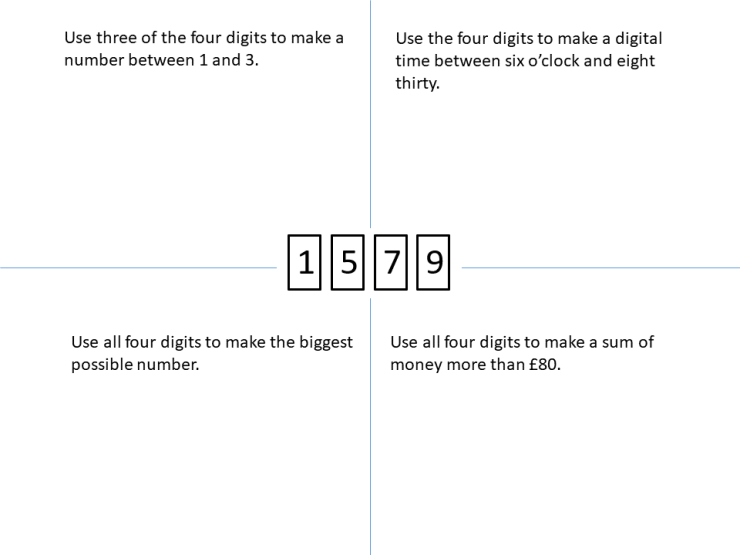 Use three of the four digits to make a
number between 1 and 3.
Use the four digits to make a digital
time between six o’clock and eight
thirty.
1 5 7 9
Use all four digits to make the biggest
possible number.
Use all four digits to make a sum of
money more than £80.